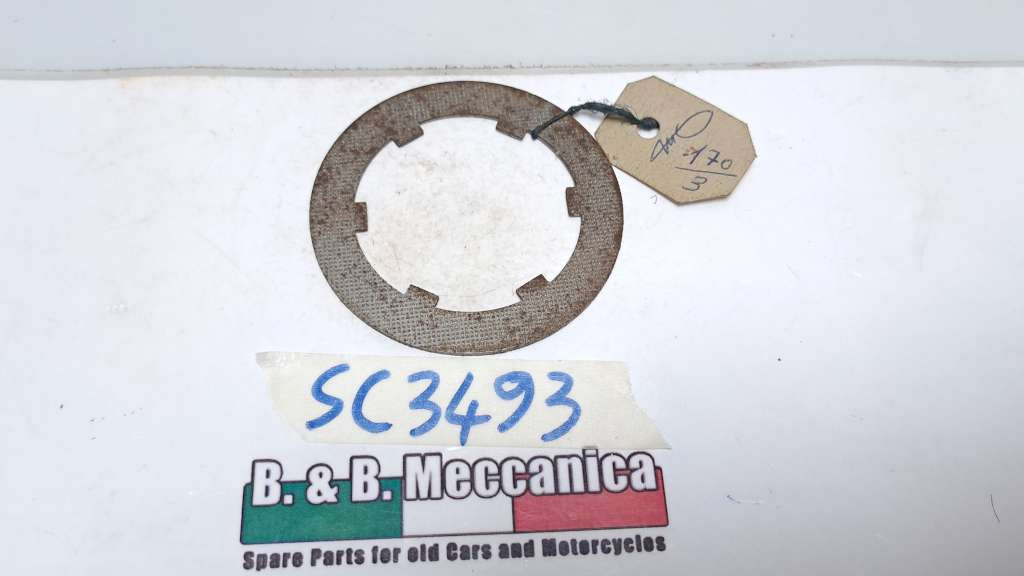 170
3
SC3493
B. & B. Meccanica
Spare Parts for old Cars and Motorcycles